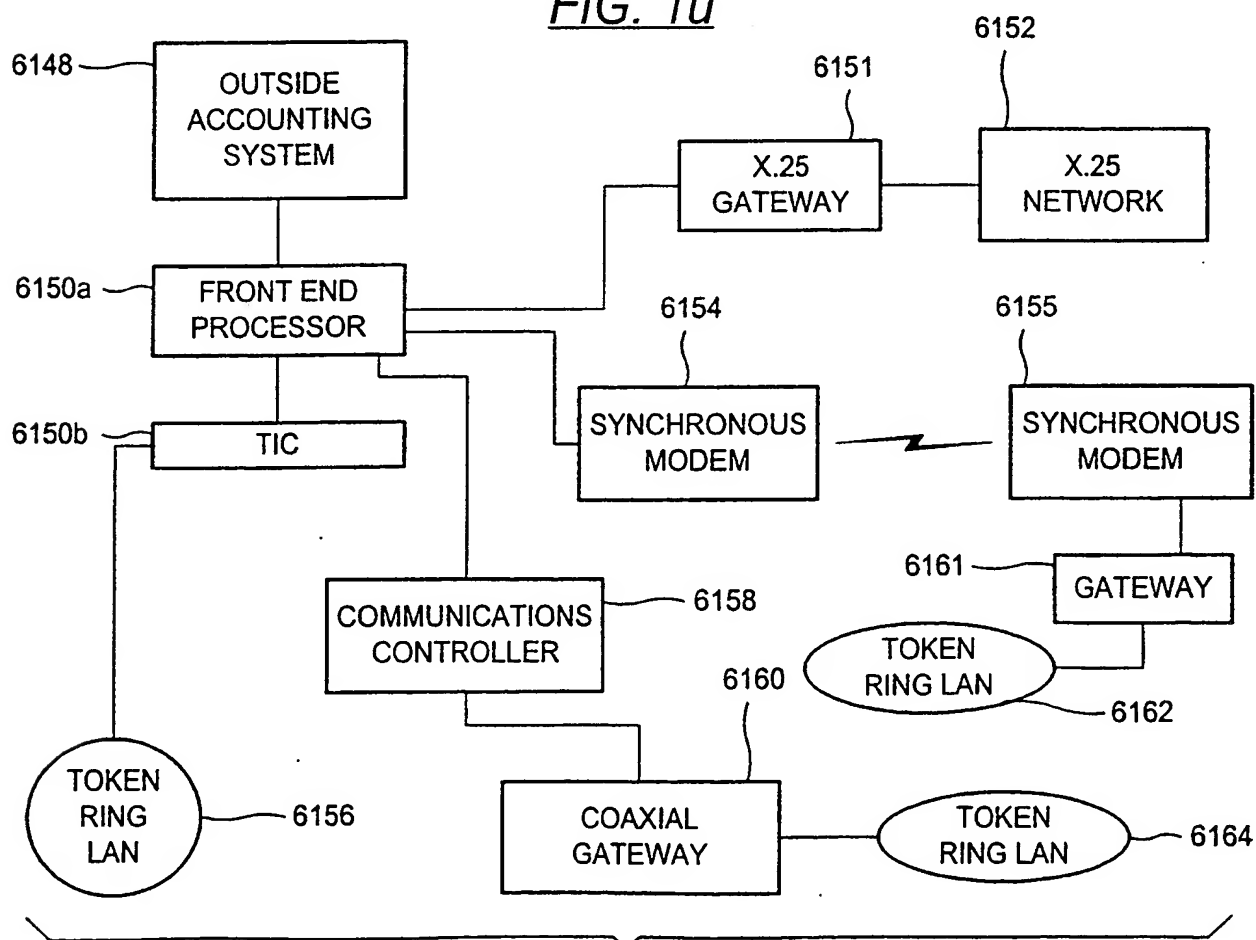 FIG. 1u
6148
OUTSIDE
ACCOUNTING
SYSTEM
6151
6152
X.25
GATEWAY
X.25
NETWORK
6150a
FRONT END
PROCESSOR
6154
6155
6150b
TIC
SYNCHRONOUS
MODEM
SYNCHRONOUS
MODEM
6161
GATEWAY
COMMUNICATIONS
CONTROLLER
6158
TOKEN
RING LAN
6162
6160
TOKEN
RING
LAN
6156
COAXIAL
GATEWAY
TOKEN
RING LAN
6164